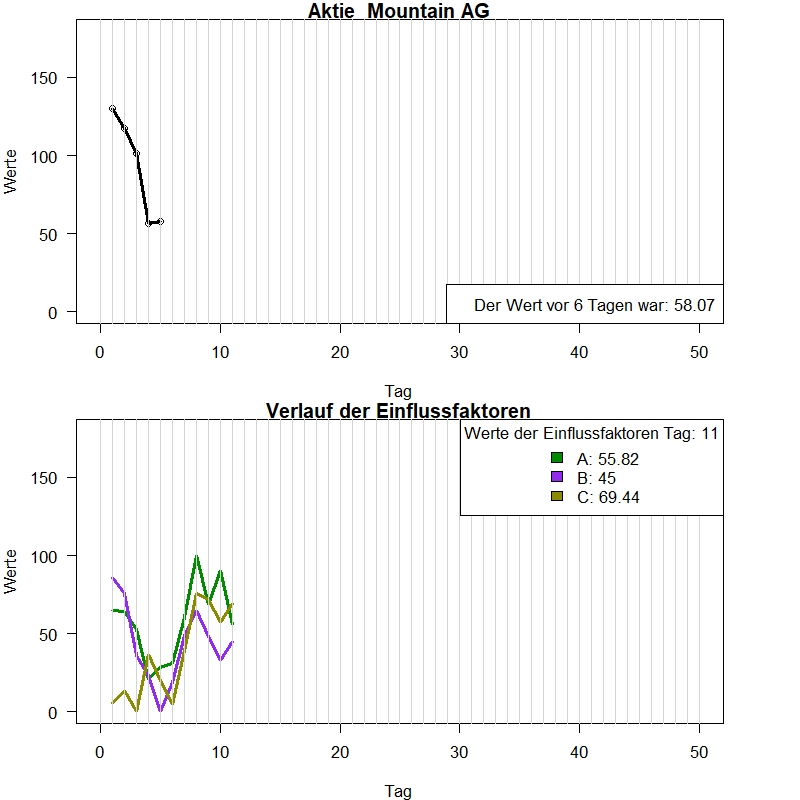 Aktie  Mountain AG
Werte
150
100
50
0
Der Wert vor 6 Tagen war: 58.07
0 10 20 30 40 50
Tag
Verlauf der Einflussfaktoren
Werte
150
100
50
0
Werte der Einflussfaktoren Tag: 11
A: 55.82
B: 45
C: 69.44
0 10 20 30 40 50
Tag